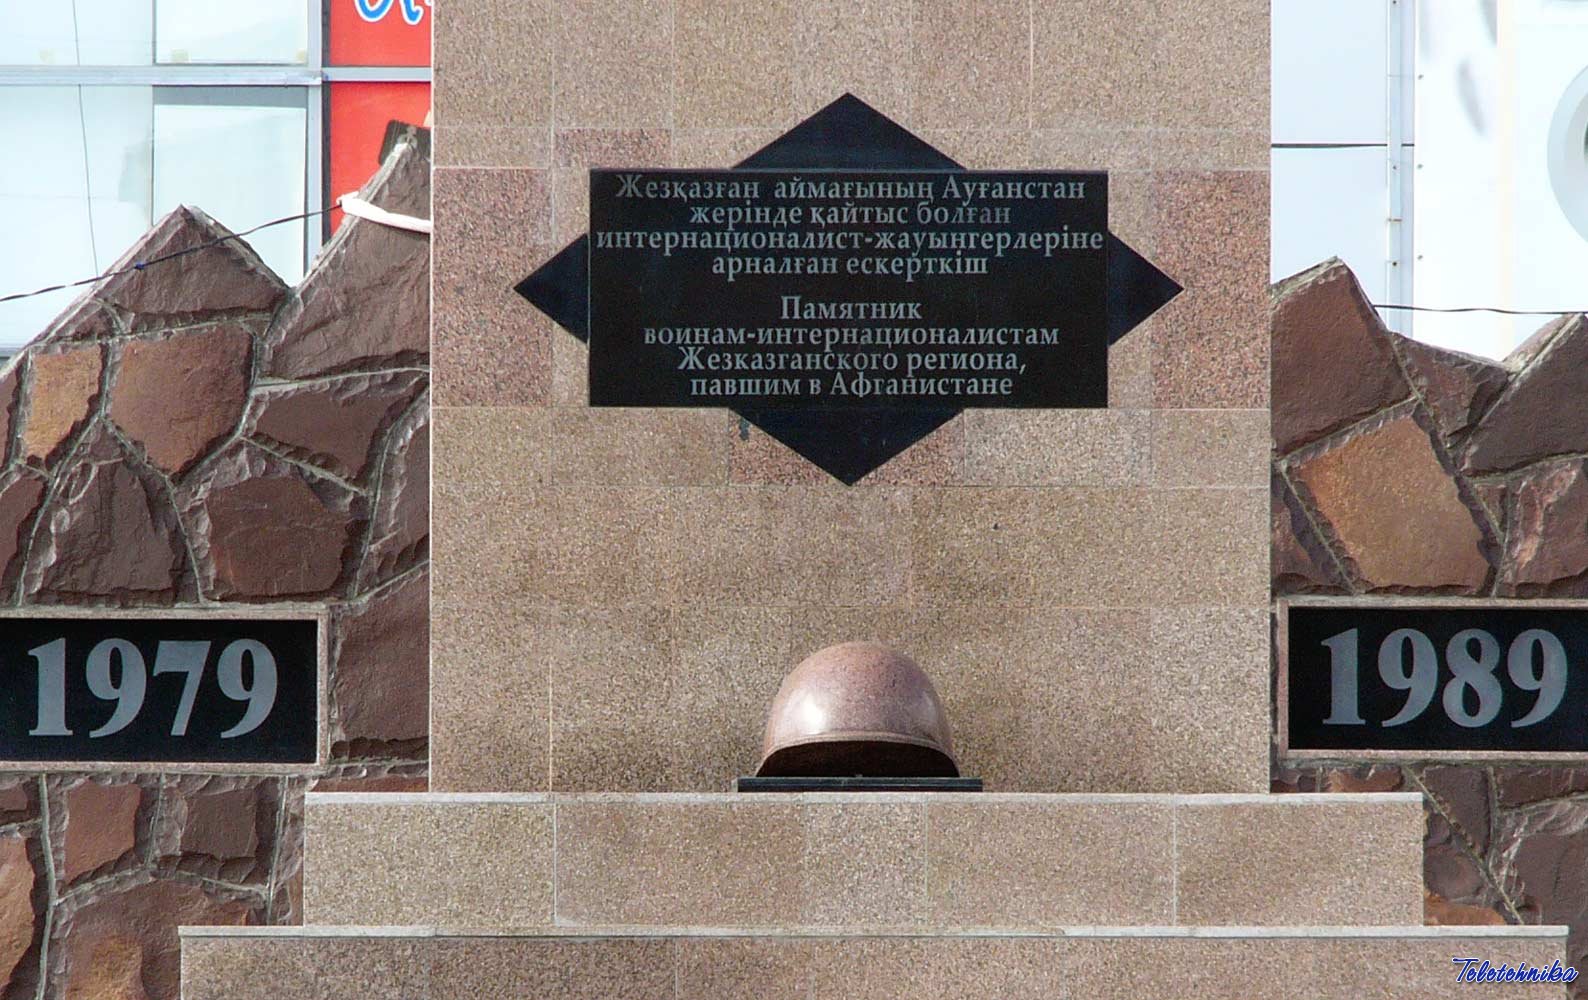 Жезқазған аймағының Ауғанстан
жерінде қайтыс болған
интернационалист-жауынгерлеріне
арналған ескерткіш
Памятник
воинам-интернационалистам
Жезказганского региона,
павшим в Афганистане
1979
1989
Teletehnika